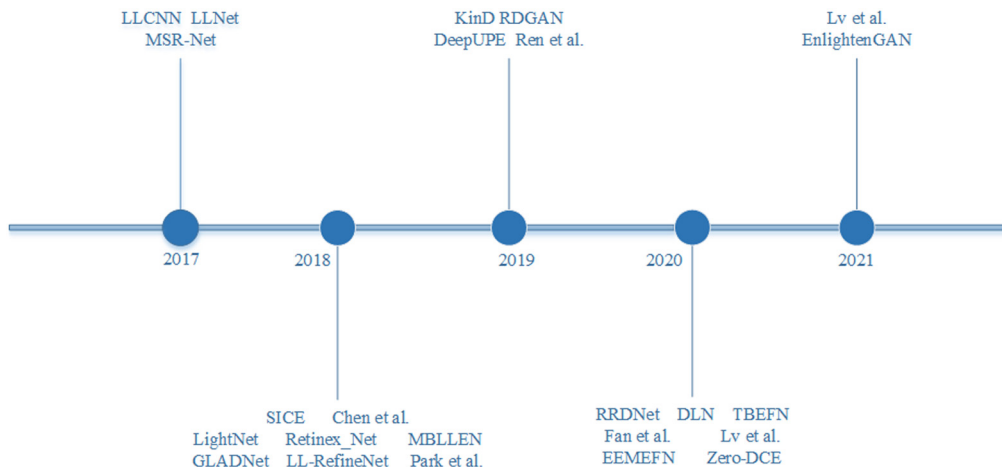 LLCNN LLNet
MSR-Net
KinD RDGAN
DeepUPE Ren et al.
Lv et al.
EnlightenGAN
2017
2018
2019
2020
2021
SICE Chen et al.
LightNet Retinex_Net MBLLEN
GLADNet LL-RefineNet Park et al.
RRDNet DLN TBEFN
Fan et al. Lv et al.
EEMEFN Zero-DCE